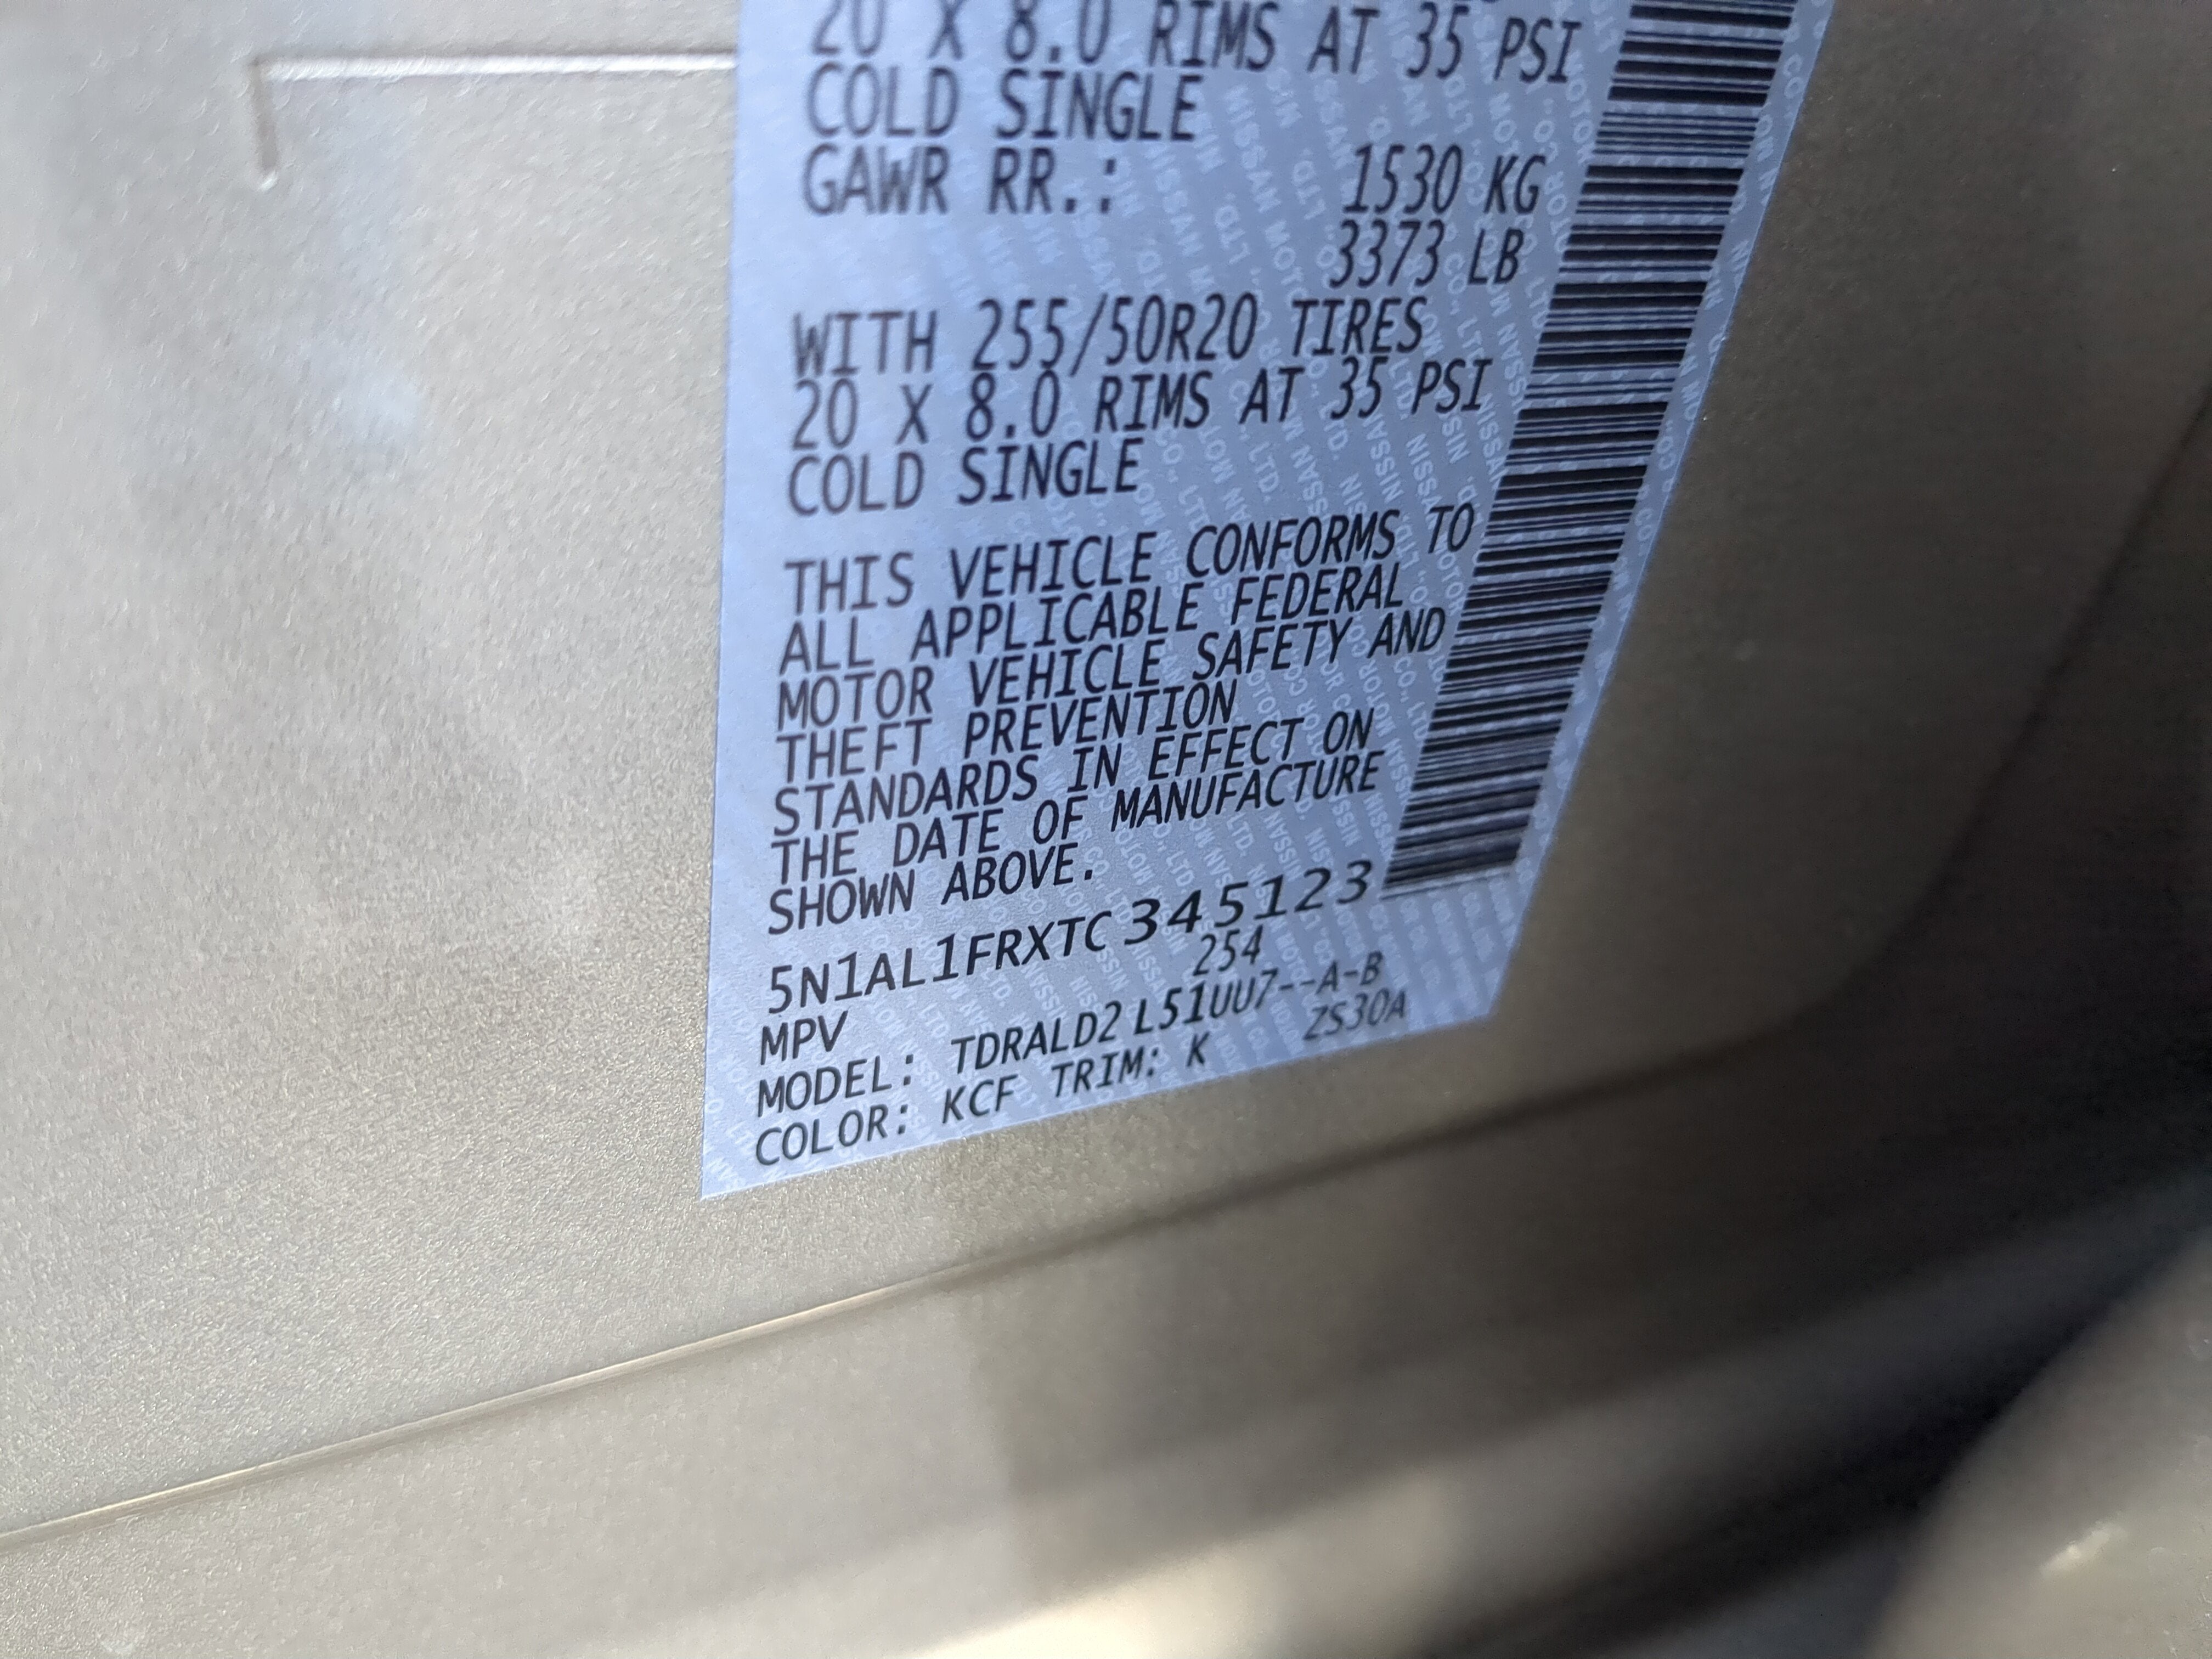 20 X 8.0 RIMS AT 35 PSI
COLD SINGLE
GAWR RR.: 1530 KG
3373 LB
WITH 255/50R20 TIRES
20 X 8.0 RIMS AT 35 PSI
COLD SINGLE
THIS VEHICLE CONFORMS TO
ALL APPLICABLE FEDERAL
MOTOR VEHICLE SAFETY AND
THEFT PREVENTION
STANDARDS IN EFFECT ON
THE DATE OF MANUFACTURE
SHOWN ABOVE.
5N1AL1FRXTC345123
MPV 254
MODEL: TDRALD2 L51UU7--A-B
COLOR: KCF TRIM: K ZS30A